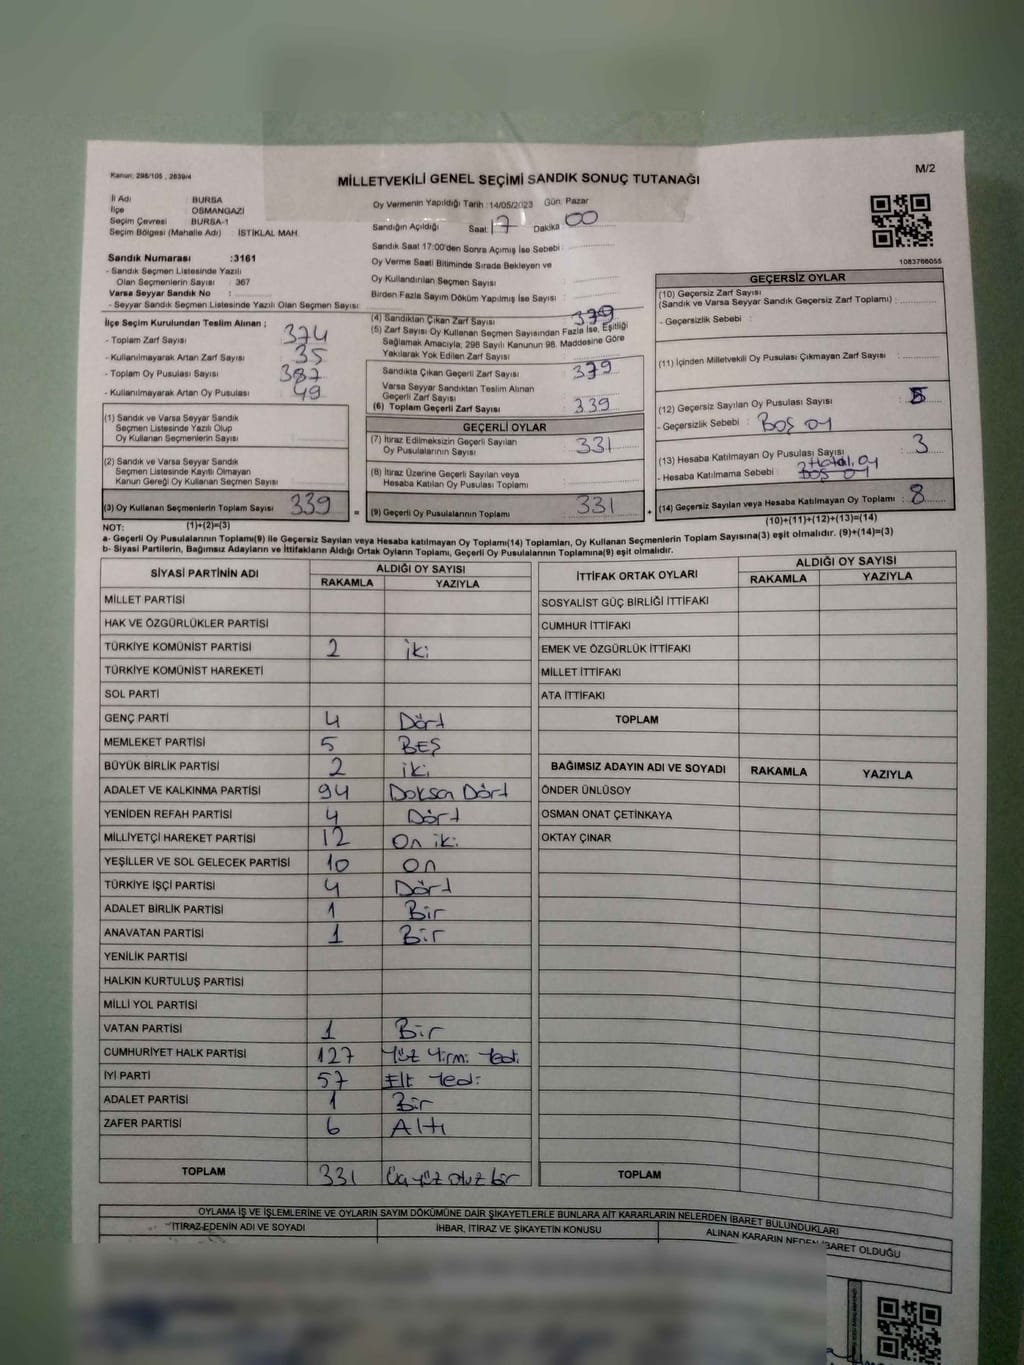 Kanun: 298/105 , 2839/4
M/2
MİLLETVEKİLİ GENEL SEÇİMİ SANDIK SONUÇ TUTANAĞI
İl Adı : BURSA
İlçe : OSMANGAZİ
Seçim Çevresi : BURSA-1
Seçim Bölgesi (Mahalle Adı) : İSTİKLAL MAH.
Sandık Numarası :3161
- Sandık Seçmen Listesinde Yazılı
Olan Seçmenlerin Sayısı : 367
Varsa Seyyar Sandık No :
- Seyyar Sandık Seçmen Listesinde Yazılı Olan Seçmen Sayısı:
Oy Vermenin Yapıldığı Tarih :14/05/2023 Gün: Pazar
Sandığın Açıldığı Saat: 17 Dakika: 00
Sandık Saat 17:00'den Sonra Açımış İse Sebebi :
Oy Verme Saati Bitiminde Sırada Bekleyen ve
Oy Kullandırılan Seçmen Sayısı :
Birden Fazla Sayım Döküm Yapılmış İse Sayısı :
1083766055
İlçe Seçim Kurulundan Teslim Alınan ;
- Toplam Zarf Sayısı : 374
- Kullanılmayarak Artan Zarf Sayısı : 35
- Toplam Oy Pusulası Sayısı : 387
- Kullanılmayarak Artan Oy Pusulası : 49
(1) Sandık ve Varsa Seyyar Sandık
Seçmen Listesinde Yazılı Olup
Oy Kullanan Seçmenlerin Sayısı
(2) Sandık ve Varsa Seyyar Sandık
Seçmen Listesinde Kayıtlı Olmayan
Kanun Gereği Oy Kullanan Seçmen Sayısı
(3) Oy Kullanan Seçmenlerin Toplam Sayısı 339
(4) Sandıktan Çıkan Zarf Sayısı 339
(5) Zarf Sayısı Oy Kullanan Seçmen Sayısından Fazla İse, Eşitliği
Sağlamak Amacıyla, 298 Sayılı Kanunun 98. Maddesine Göre
Yakılarak Yok Edilen Zarf Sayısı
Sandıkta Çıkan Geçerli Zarf Sayısı : 339
Varsa Seyyar Sandıktan Teslim Alınan
Geçerli Zarf Sayısı
(6) Toplam Geçerli Zarf Sayısı : 339
GEÇERLİ OYLAR
(7) İtiraz Edilmeksizin Geçerli Sayılan
Oy Pusulasının Sayısı : 331
(8) İtiraz Üzerine Geçerli Sayılan veya
Hesaba Katılan Oy Pusulası Toplamı
= (9) Geçerli Oy Pusulalarının Toplamı : 331 +
GEÇERSİZ OYLAR
(10) Geçersiz Zarf Sayısı
(Sandık ve Varsa Seyyar Sandık Geçersiz Zarf Toplamı) :
- Geçersizlik Sebebi :
(11) İçinden Milletvekili Oy Pusulası Çıkmayan Zarf Sayısı :
(12) Geçersiz Sayılan Oy Pusulası Sayısı : 5
- Geçersizlik Sebebi : BOŞ OY
(13) Hesaba Katılmayan Oy Pusulası Sayısı : 3
- Hesaba Katılmama Sebebi :
(14) Geçersiz Sayılan veya Hesaba Katılmayan Oy Toplamı : 8
(1)+(2)=(3)
(10)+(11)+(12)+(13)=(14)
NOT:
a- Geçerli Oy Pusulalarının Toplamı(9) ile Geçersiz Sayılan veya Hesaba Katılmayan Oy Toplamı(14) Toplamları, Oy Kullanan Seçmenlerin Toplam Sayısına(3) eşit olmalıdır. (9)+(14)=(3)
b- Siyasi Partilerin, Bağımsız Adayların ve İttifakların Aldığı Ortak Oyların Toplamı, Geçerli Oy Pusulalarının Toplamına(9) eşit olmalıdır.
SİYASİ PARTİNİN ADI ALDIĞI OY SAYISI
RAKAMLA YAZIYLA
MİLLET PARTİSİ
HAK VE ÖZGÜRLÜKLER PARTİSİ
TÜRKİYE KOMÜNİST PARTİSİ 2 iki
TÜRKİYE KOMÜNİST HAREKETİ
SOL PARTİ
GENÇ PARTİ 4 Dört
MEMLEKET PARTİSİ 5 BEŞ
BÜYÜK BİRLİK PARTİSİ 2 iki
ADALET VE KALKINMA PARTİSİ 94 Doksan Dört
YENİDEN REFAH PARTİSİ 4 Dört
MİLLİYETÇİ HAREKET PARTİSİ 12 On iki
YEŞİLLER VE SOL GELECEK PARTİSİ 10 On
TÜRKİYE İŞÇİ PARTİSİ 4 Dört
ADALET BİRLİK PARTİSİ 1 Bir
ANAVATAN PARTİSİ 1 Bir
YENİLİK PARTİSİ
HALKIN KURTULUŞ PARTİSİ
MİLLİ YOL PARTİSİ
VATAN PARTİSİ 1 Bir
CUMHURİYET HALK PARTİSİ 127 Yüz Yirmi Yedi
İYİ PARTİ 57 Elli Yedi
ADALET PARTİSİ 1 Bir
ZAFER PARTİSİ 6 Altı
TOPLAM 331 Üçyüz otuz bir
İTTİFAK ORTAK OYLARI ALDIĞI OY SAYISI
RAKAMLA YAZIYLA
SOSYALİST GÜÇ BİRLİĞİ İTTİFAKI
CUMHUR İTTİFAKI
EMEK VE ÖZGÜRLÜK İTTİFAKI
MİLLET İTTİFAKI
ATA İTTİFAKI
TOPLAM
BAĞIMSIZ ADAYIN ADI VE SOYADI RAKAMLA YAZIYLA
ÖNDER ÜNLÜSOY
OSMAN ONAT ÇETİNKAYA
OKTAY ÇINAR
TOPLAM
OYLAMA İŞ VE İŞLEMLERİNE VE OYLARIN SAYIM DÖKÜMÜNE DAİR ŞİKAYETLERLE BUNLARA AİT KARARLARIN NELERDEN İBARET BULUNDUKLARI
İTİRAZ EDENİN ADI VE SOYADI İHBAR, İTİRAZ VE ŞİKAYETİN KONUSU ALINAN KARARIN NEDEN İBARET OLDUĞU